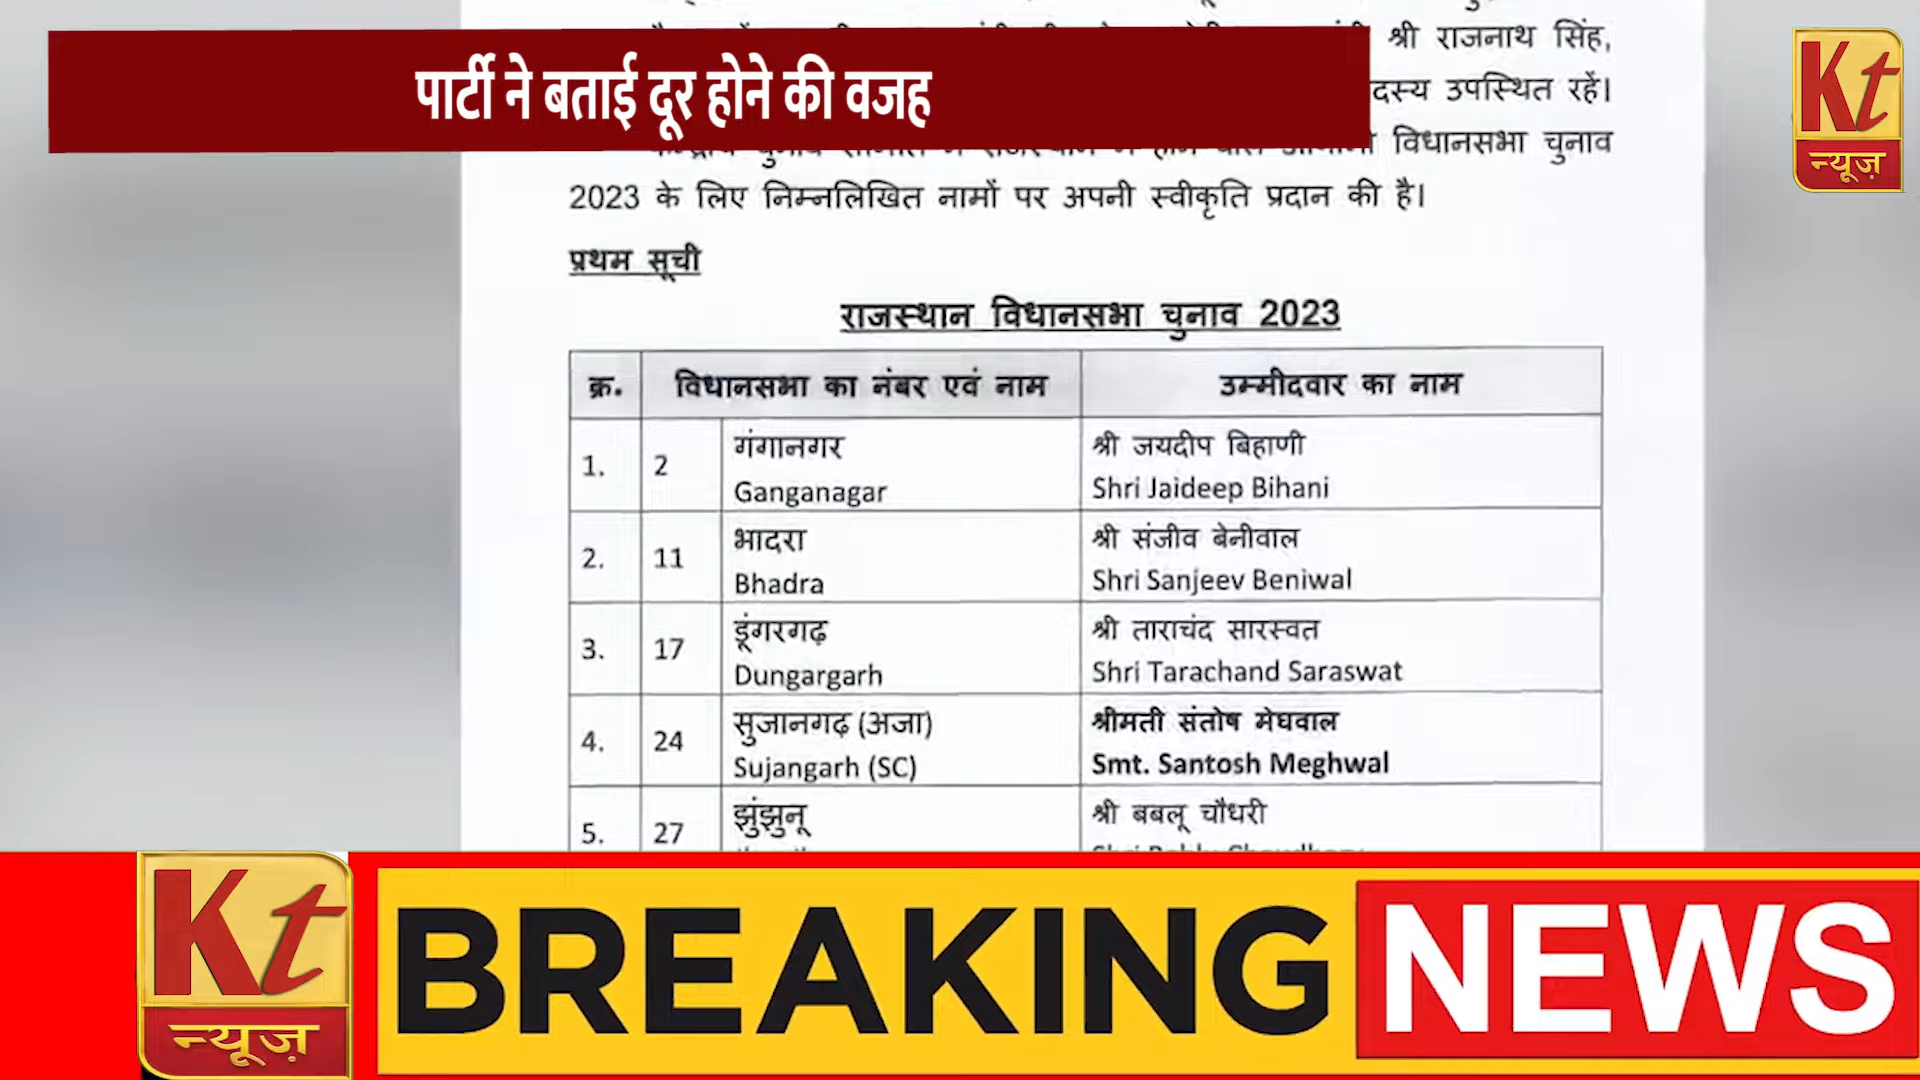 पार्टी ने बताई दूर होने की वजह
Kt
न्यूज़
श्री राजनाथ सिंह,
उपस्थित रहें।
विधानसभा चुनाव
2023 के लिए निम्नलिखित नामों पर अपनी स्वीकृति प्रदान की है।
प्रथम सूची
राजस्थान विधानसभा चुनाव 2023
क्र. विधानसभा का नंबर एवं नाम उम्मीदवार का नाम
1. 2 गंगानगर श्री जयदीप बिहाणी
Ganganagar Shri Jaideep Bihani
2. 11 भादरा श्री संजीव बेनीवाल
Bhadra Shri Sanjeev Beniwal
3. 17 डूंगरगढ़ श्री ताराचंद सारस्वत
Dungargarh Shri Tarachand Saraswat
4. 24 सुजानगढ़ (अजा) श्रीमती संतोष मेघवाल
Sujangarh (SC) Smt. Santosh Meghwal
5. 27 झुंझुनू श्री बबलू चौधरी
Kt
न्यूज़
BREAKING NEWS